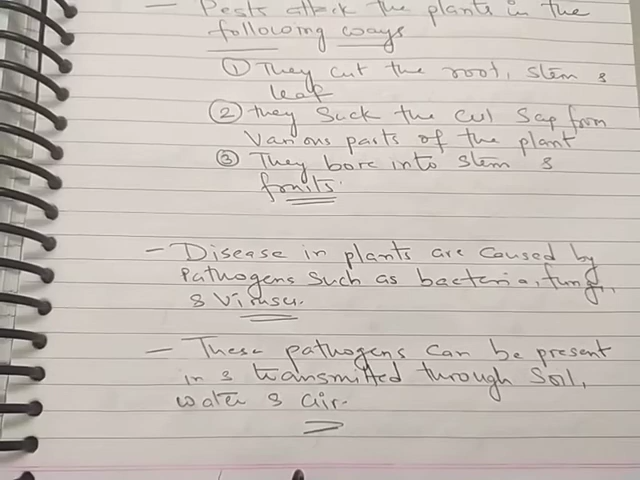 — Pests attack the plants in the
following ways
① They cut the root, stem &
leaf
② they suck the cel sap from
various parts of the plant
③ They bore into stem &
fruits.
– Disease in plants are caused by
pathogens such as bacteria, fungi,
& viruses.
— These pathogens can be present
in & transmitted through soil,
water & air.